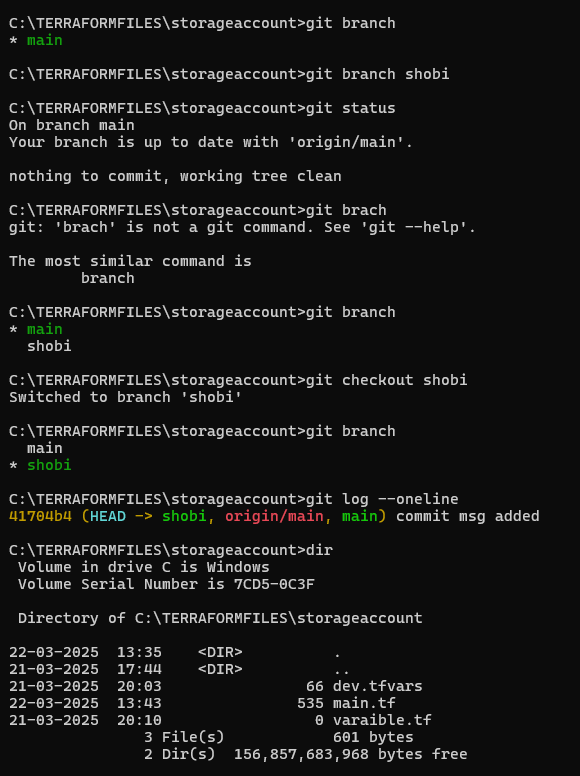 C:\TERRAFORMFILES\storageaccount>git branch
* main
C:\TERRAFORMFILES\storageaccount>git branch shobi
C:\TERRAFORMFILES\storageaccount>git status
On branch main
Your branch is up to date with 'origin/main'.
nothing to commit, working tree clean
C:\TERRAFORMFILES\storageaccount>git brach
git: 'brach' is not a git command. See 'git --help'.
The most similar command is
        branch
C:\TERRAFORMFILES\storageaccount>git branch
* main
  shobi
C:\TERRAFORMFILES\storageaccount>git checkout shobi
Switched to branch 'shobi'
C:\TERRAFORMFILES\storageaccount>git branch
  main
* shobi
C:\TERRAFORMFILES\storageaccount>git log --oneline
41704b4 (HEAD -> shobi, origin/main, main) commit msg added
C:\TERRAFORMFILES\storageaccount>dir
 Volume in drive C is Windows
 Volume Serial Number is 7CD5-0C3F
 Directory of C:\TERRAFORMFILES\storageaccount
22-03-2025  13:35    <DIR>          .
21-03-2025  17:44    <DIR>          ..
21-03-2025  20:03                66 dev.tfvars
22-03-2025  13:43               535 main.tf
21-03-2025  20:10                 0 varaible.tf
               3 File(s)            601 bytes
               2 Dir(s)  156,857,683,968 bytes free